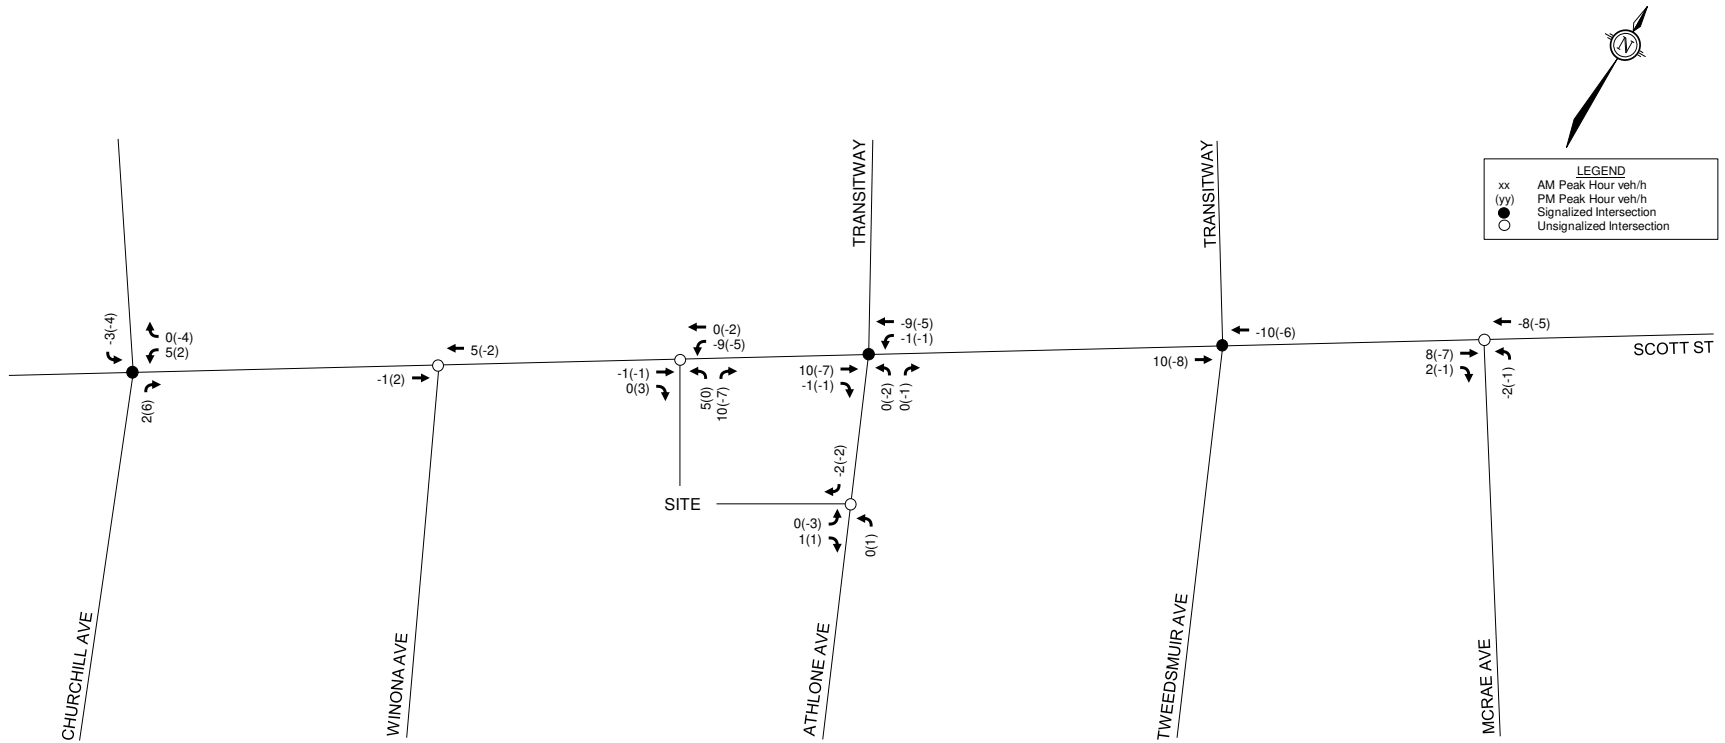 N
LEGEND
xx AM Peak Hour veh/h
(yy) PM Peak Hour veh/h
Signalized Intersection
Unsignalized Intersection
TRANSITWAY
TRANSITWAY
SCOTT ST
-3(-4)
0(-4)
5(2)
2(6)
5(-2)
-1(2)
0(-2)
-9(-5)
-1(-1)
0(3)
5(0)
10(-7)
-9(-5)
-1(-1)
10(-7)
-1(-1)
0(-2)
0(-1)
-10(-6)
10(-8)
-8(-5)
8(-7)
2(-1)
-2(-1)
-2(-2)
SITE
0(-3)
1(1)
0(1)
CHURCHILL AVE
WINONA AVE
ATHLONE AVE
TWEEDSMUIR AVE
MCRAE AVE